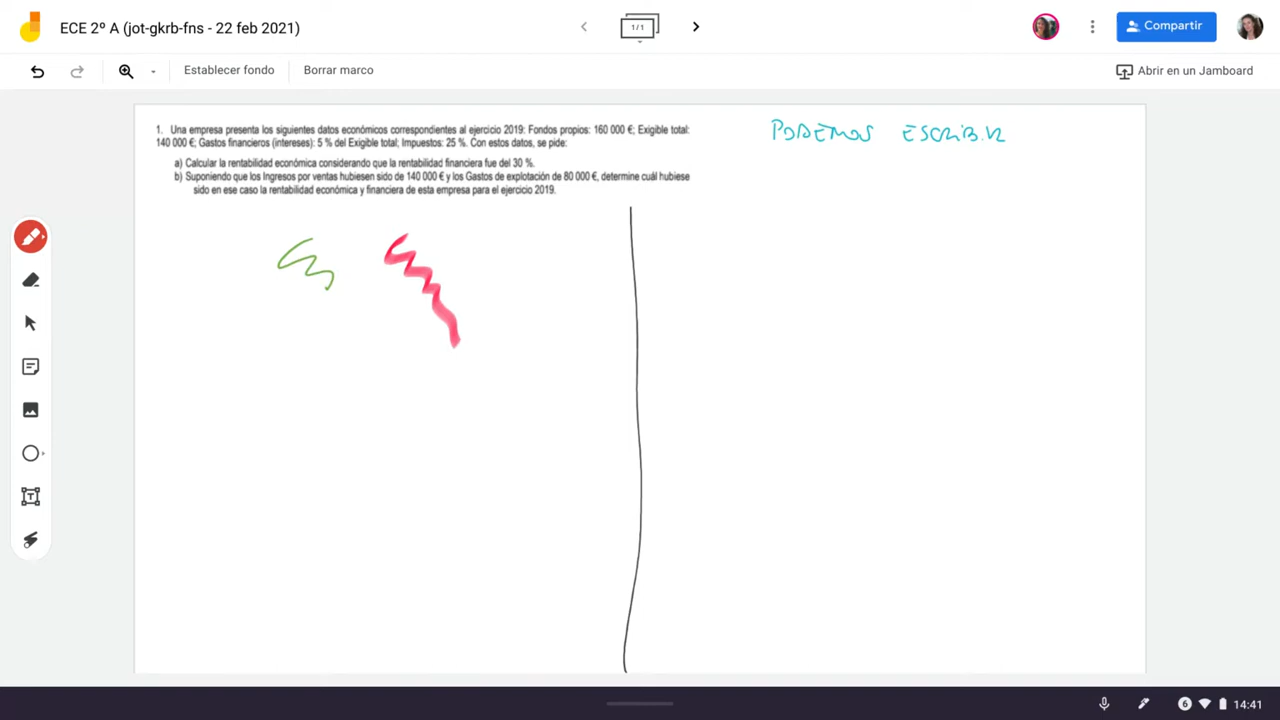 ECE 2º A (jot-gkrb-fns - 22 feb 2021)
1/1
Compartir
Establecer fondo
Borrar marco
Abrir en un Jamboard
1. Una empresa presenta los siguientes datos económicos correspondientes al ejercicio 2019: Fondos propios: 160 000 €; Exigible total:
140 000 €; Gastos financieros (intereses): 5 % del Exigible total; Impuestos: 25 %. Con estos datos, se pide:
a) Calcular la rentabilidad económica considerando que la rentabilidad financiera fue del 30 %.
b) Suponiendo que los Ingresos por ventas hubiesen sido de 140 000 € y los Gastos de explotación de 80 000 €, determine cuál hubiese
sido en ese caso la rentabilidad económica y financiera de esta empresa para el ejercicio 2019.
PODEMOS ESCRIBIR
T
6
14:41